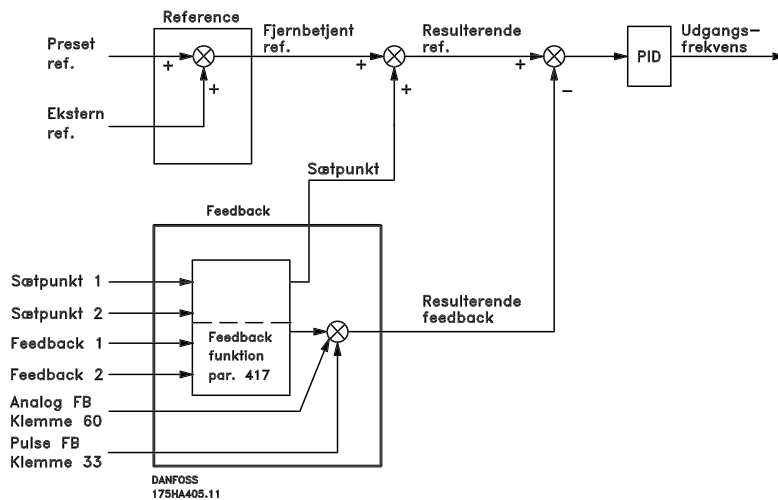 Reference
Preset
ref.
Fjernbetjent
ref.
Resulterende
ref.
Udgangs-
frekvens
PID
+
+
+
+
+
−
Ekstern
ref.
Sætpunkt
Feedback
Sætpunkt 1
Sætpunkt 2
Feedback 1
Feedback 2
Feedback
funktion
par. 417
Resulterende
feedback
Analog FB
Klemme 60
Pulse FB
Klemme 33
DANFOSS
175HA405.11